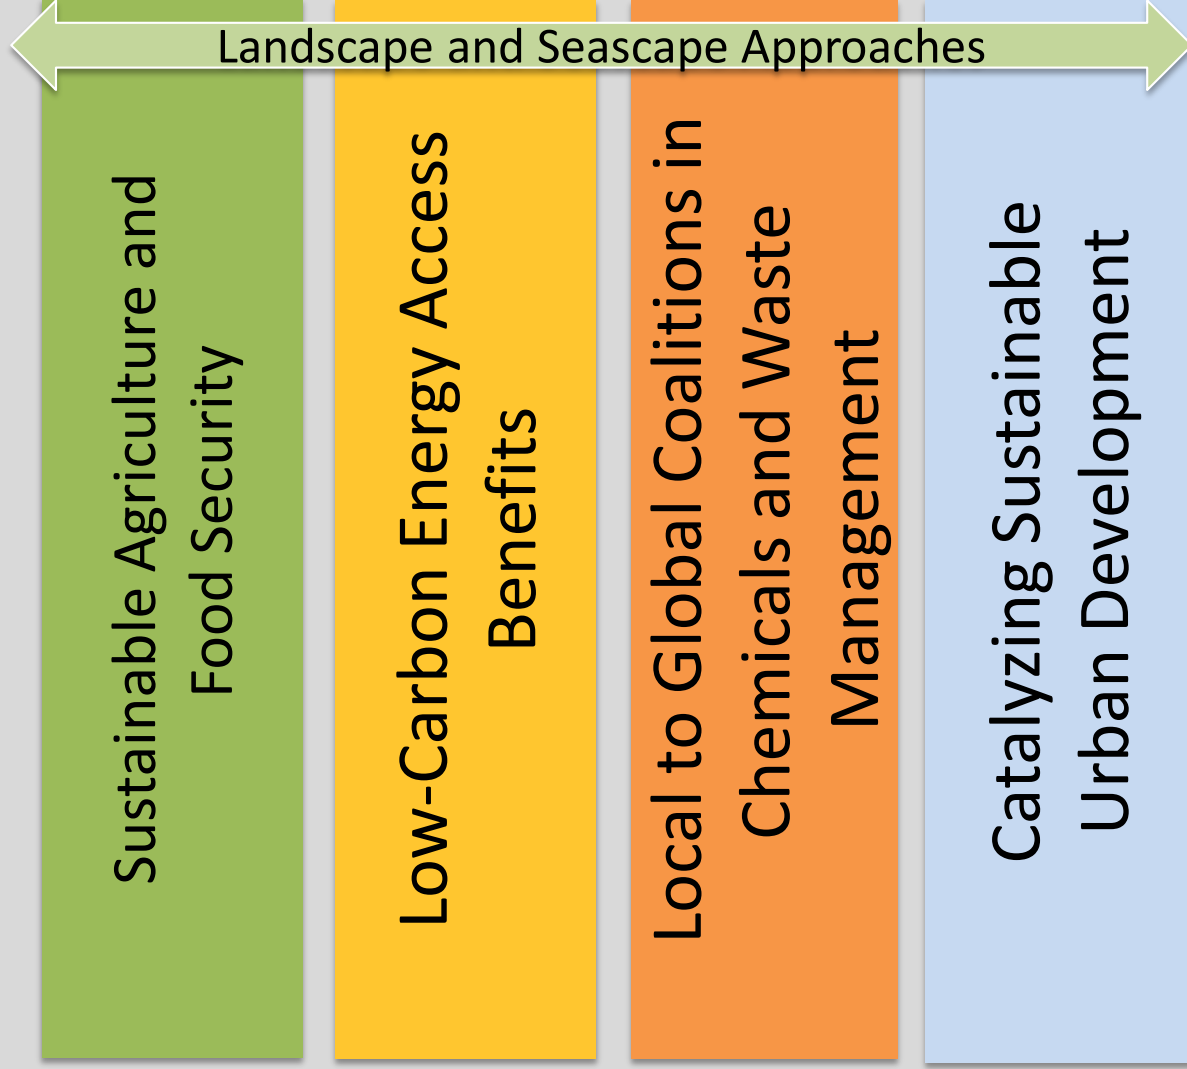 Landscape and Seascape Approaches
Sustainable Agriculture and
Food Security
Low-Carbon Energy Access
Benefits
Local to Global Coalitions in
Chemicals and Waste
Management
Catalyzing Sustainable
Urban Development